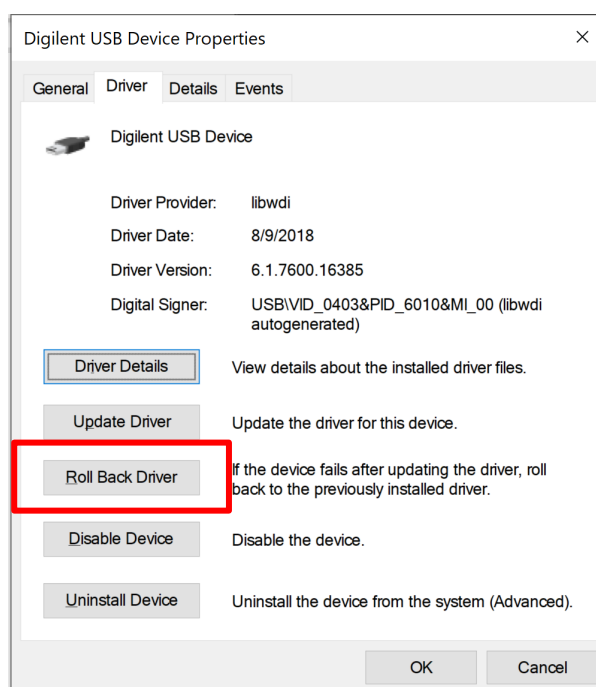 Digilent USB Device Properties
General Driver Details Events
Digilent USB Device
Driver Provider: libwdi
Driver Date: 8/9/2018
Driver Version: 6.1.7600.16385
Digital Signer: USB\VID_0403&PID_6010&MI_00 (libwdi
autogenerated)
Driver Details View details about the installed driver files.
Update Driver Update the driver for this device.
Roll Back Driver If the device fails after updating the driver, roll
back to the previously installed driver.
Disable Device Disable the device.
Uninstall Device Uninstall the device from the system (Advanced).
OK Cancel